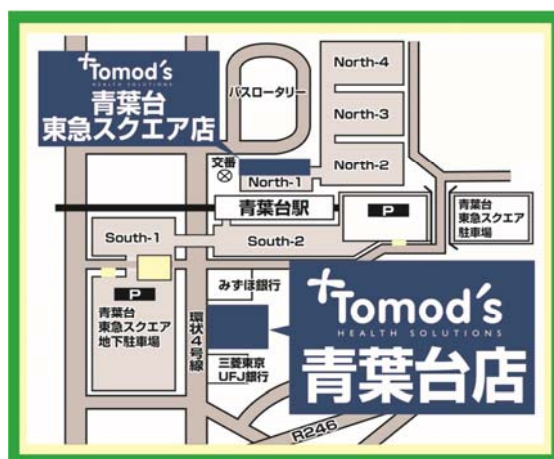 Tomod's
HEALTH SOLUTIONS
青葉台
東急スクエア店
バスロータリー
North-4
North-3
North-2
交番
North-1
青葉台駅
P
青葉台
東急スクエア
駐車場
South-1
South-2
P
青葉台
東急スクエア
地下駐車場
環状4号線
みずほ銀行
三菱東京
UFJ銀行
Tomod's
HEALTH SOLUTIONS
青葉台店
R246